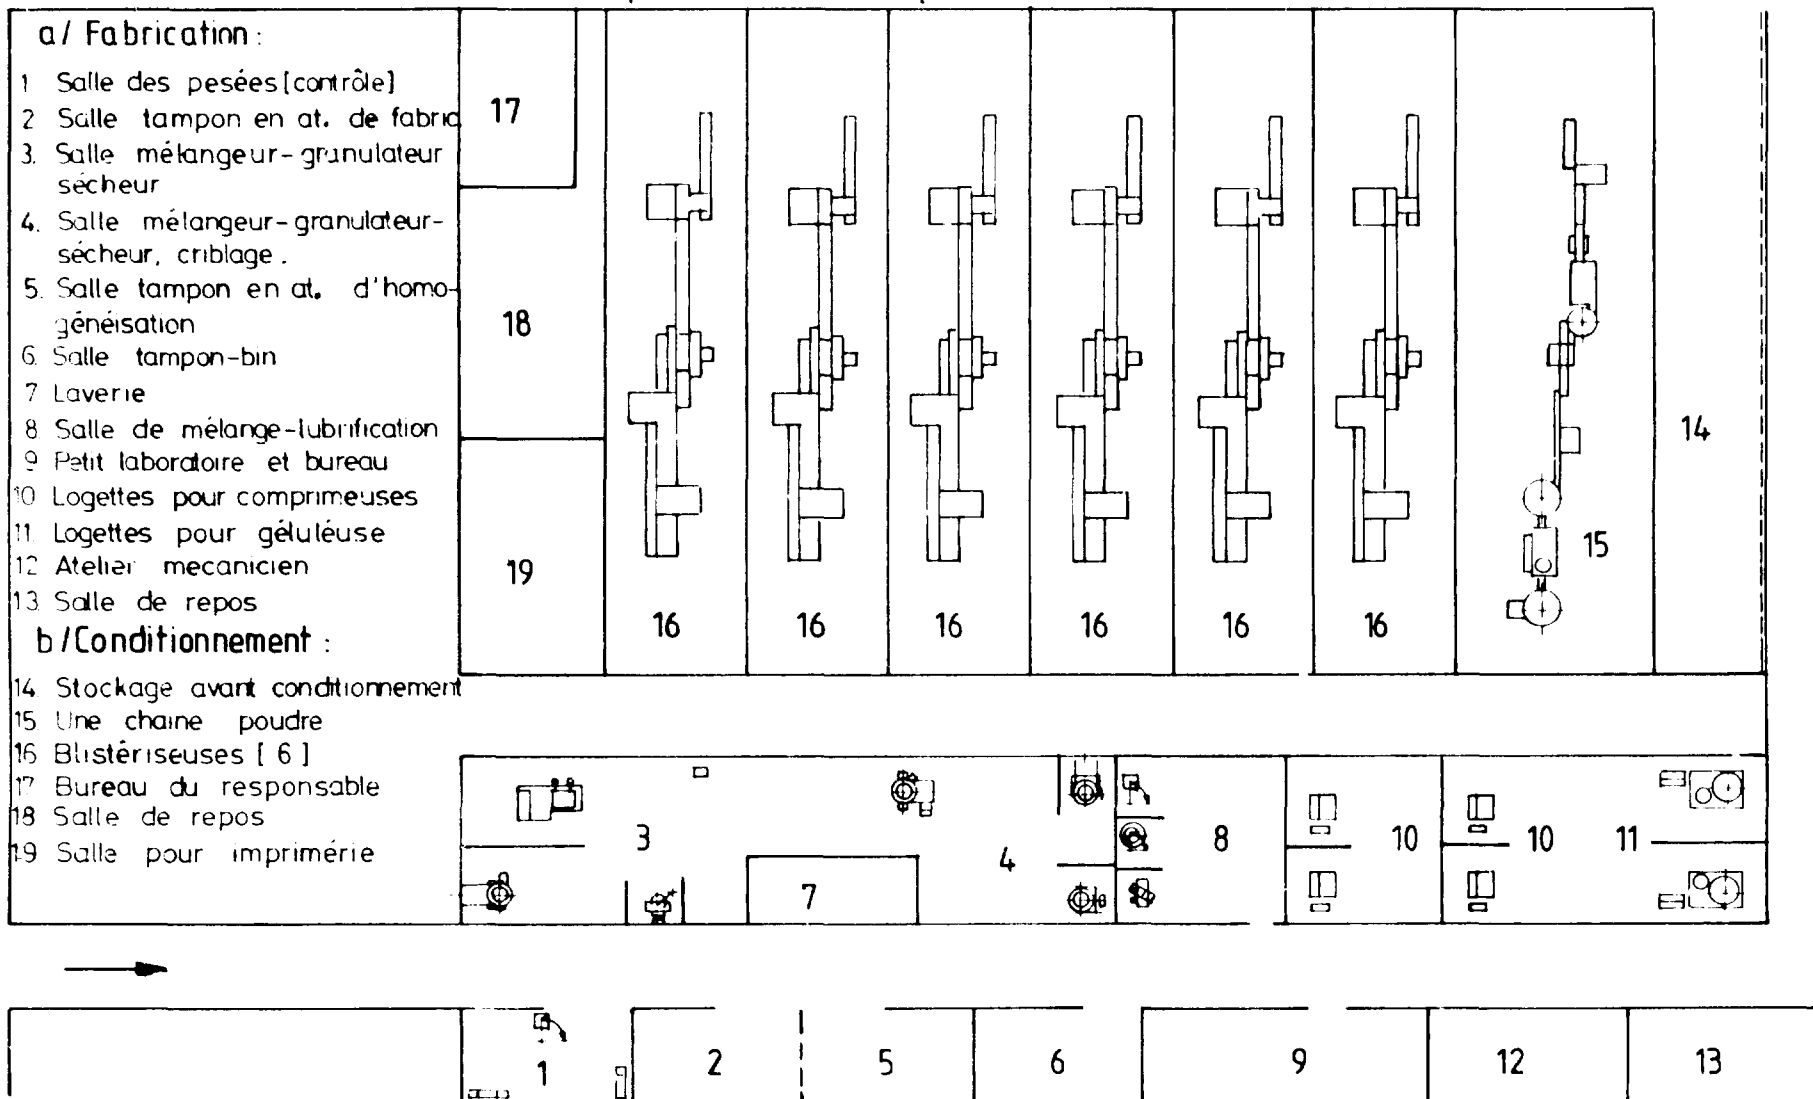 a/ Fabrication :
1 Salle des pesées [contrôle]
2 Salle tampon en at. de fabric
3. Salle mélangeur-granulateur
sécheur
4. Salle mélangeur-granulateur-
sécheur, criblage.
5. Salle tampon en at. d'homo-
généisation
6. Salle tampon-bin
7 Laverie
8 Salle de mélange-lubrification
9 Petit laboratoire et bureau
10 Logettes pour comprimeuses
11 Logettes pour géluléuse
12 Atelier mecanicien
13 Salle de repos
b/Conditionnement :
14 Stockage avant conditionnement
15 Une chaine poudre
16 Blistériseuses [ 6 ]
17 Bureau du responsable
18 Salle de repos
19 Salle pour imprimérie
17
18
19
16 16 16 16 16 16
15
14
3
7
4
8
10
10
11
1 2 5 6 9 12 13